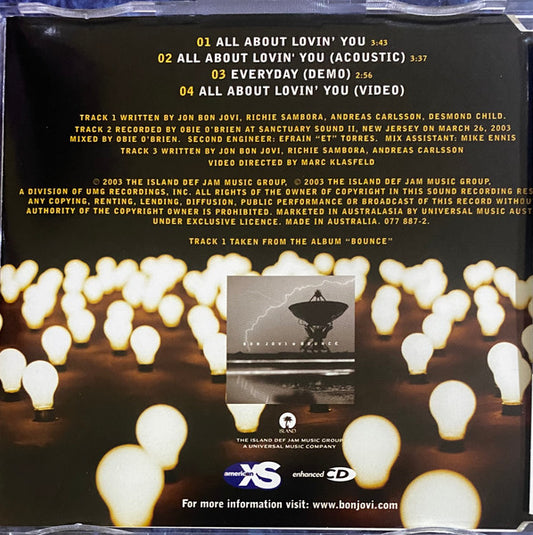 01 ALL ABOUT LOVIN' YOU 3:43
02 ALL ABOUT LOVIN' YOU (ACOUSTIC) 3:37
03 EVERYDAY (DEMO) 2:56
04 ALL ABOUT LOVIN' YOU (VIDEO)
TRACK 1 WRITTEN BY JON BON JOVI, RICHIE SAMBORA, ANDREAS CARLSSON, DESMOND CHILD.
TRACK 2 RECORDED BY OBIE O'BRIEN AT SANCTUARY SOUND II, NEW JERSEY ON MARCH 26, 2003
MIXED BY OBIE O'BRIEN. SECOND ENGINEER: EFRAIN "ET" TORRES. MIX ASSISTANT: MIKE ENNIS
TRACK 3 WRITTEN BY JON BON JOVI, RICHIE SAMBORA, ANDREAS CARLSSON
VIDEO DIRECTED BY MARC KLASFELD
℗ 2003 THE ISLAND DEF JAM MUSIC GROUP, © 2003 THE ISLAND DEF JAM MUSIC GROUP,
A DIVISION OF UMG RECORDINGS, INC. ALL RIGHTS OF THE OWNER OF COPYRIGHT IN THIS SOUND RECORDING RES
ANY COPYING, RENTING, LENDING, DIFFUSION, PUBLIC PERFORMANCE OR BROADCAST OF THIS RECORD WITHOU
AUTHORITY OF THE COPYRIGHT OWNER IS PROHIBITED. MARKETED IN AUSTRALASIA BY UNIVERSAL MUSIC AUST
UNDER EXCLUSIVE LICENCE. MADE IN AUSTRALIA. 077 887-2.
TRACK 1 TAKEN FROM THE ALBUM "BOUNCE"
BON JOVI BOUNCE
ISLAND
THE ISLAND DEF JAM MUSIC GROUP
A UNIVERSAL MUSIC COMPANY
american XS
enhanced CD
For more information visit: www.bonjovi.com